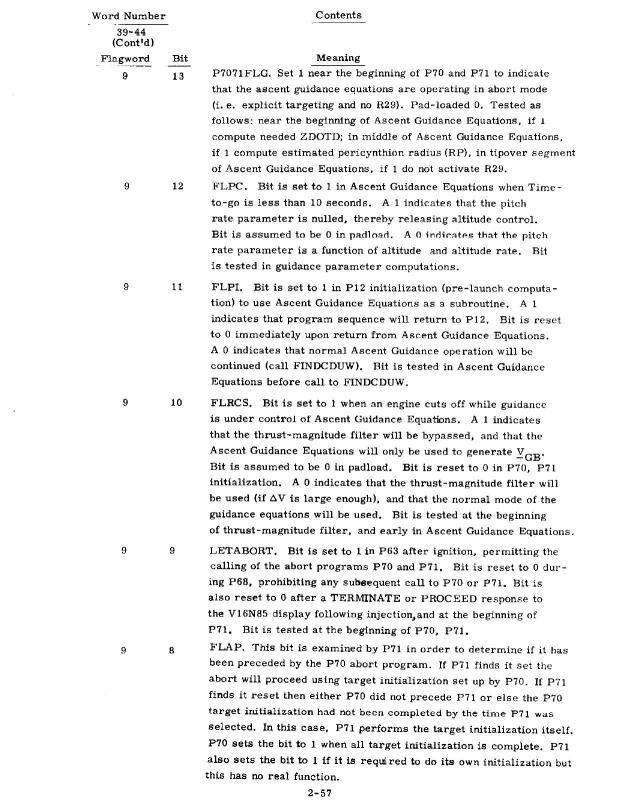 Word Number Contents
39-44
(Cont'd)
Flagword Bit Meaning
9 13 P7071FLG. Set 1 near the beginning of P70 and P71 to indicate
that the ascent guidance equations are operating in abort mode
(i. e. explicit targeting and no R29). Pad-loaded 0. Tested as
follows: near the beginning of Ascent Guidance Equations, if 1
compute needed ZDOTD; in middle of Ascent Guidance Equations,
if 1 compute estimated pericynthion radius (RP), in tipover segment
of Ascent Guidance Equations, if 1 do not activate R29.
9 12 FLPC. Bit is set to 1 in Ascent Guidance Equations when Time-
to-go is less than 10 seconds. A 1 indicates that the pitch
rate parameter is nulled, thereby releasing altitude control.
Bit is assumed to be 0 in padload. A 0 indicates that the pitch
rate parameter is a function of altitude and altitude rate. Bit
is tested in guidance parameter computations.
9 11 FLPI. Bit is set to 1 in P12 initialization (pre-launch computa-
tion) to use Ascent Guidance Equations as a subroutine. A 1
indicates that program sequence will return to P12. Bit is reset
to 0 immediately upon return from Ascent Guidance Equations.
A 0 indicates that normal Ascent Guidance operation will be
continued (call FINDCDUW). Bit is tested in Ascent Guidance
Equations before call to FINDCDUW.
9 10 FLRCS. Bit is set to 1 when an engine cuts off while guidance
is under control of Ascent Guidance Equations. A 1 indicates
that the thrust-magnitude filter will be bypassed, and that the
Ascent Guidance Equations will only be used to generate V_GB.
Bit is assumed to be 0 in padload. Bit is reset to 0 in P70, P71
initialization. A 0 indicates that the thrust-magnitude filter will
be used (if ΔV is large enough), and that the normal mode of the
guidance equations will be used. Bit is tested at the beginning
of thrust-magnitude filter, and early in Ascent Guidance Equations.
9 9 LETABORT. Bit is set to 1 in P63 after ignition, permitting the
calling of the abort programs P70 and P71. Bit is reset to 0 dur-
ing P68, prohibiting any subsequent call to P70 or P71. Bit is
also reset to 0 after a TERMINATE or PROCEED response to
the V16N85 display following injection, and at the beginning of
P71. Bit is tested at the beginning of P70, P71.
9 8 FLAP. This bit is examined by P71 in order to determine if it has
been preceded by the P70 abort program. If P71 finds it set the
abort will proceed using target initialization set up by P70. If P71
finds it reset then either P70 did not precede P71 or else the P70
target initialization had not been completed by the time P71 was
selected. In this case, P71 performs the target initialization itself.
P70 sets the bit to 1 when all target initialization is complete. P71
also sets the bit to 1 if it is required to do its own initialization but
this has no real function.
2-57